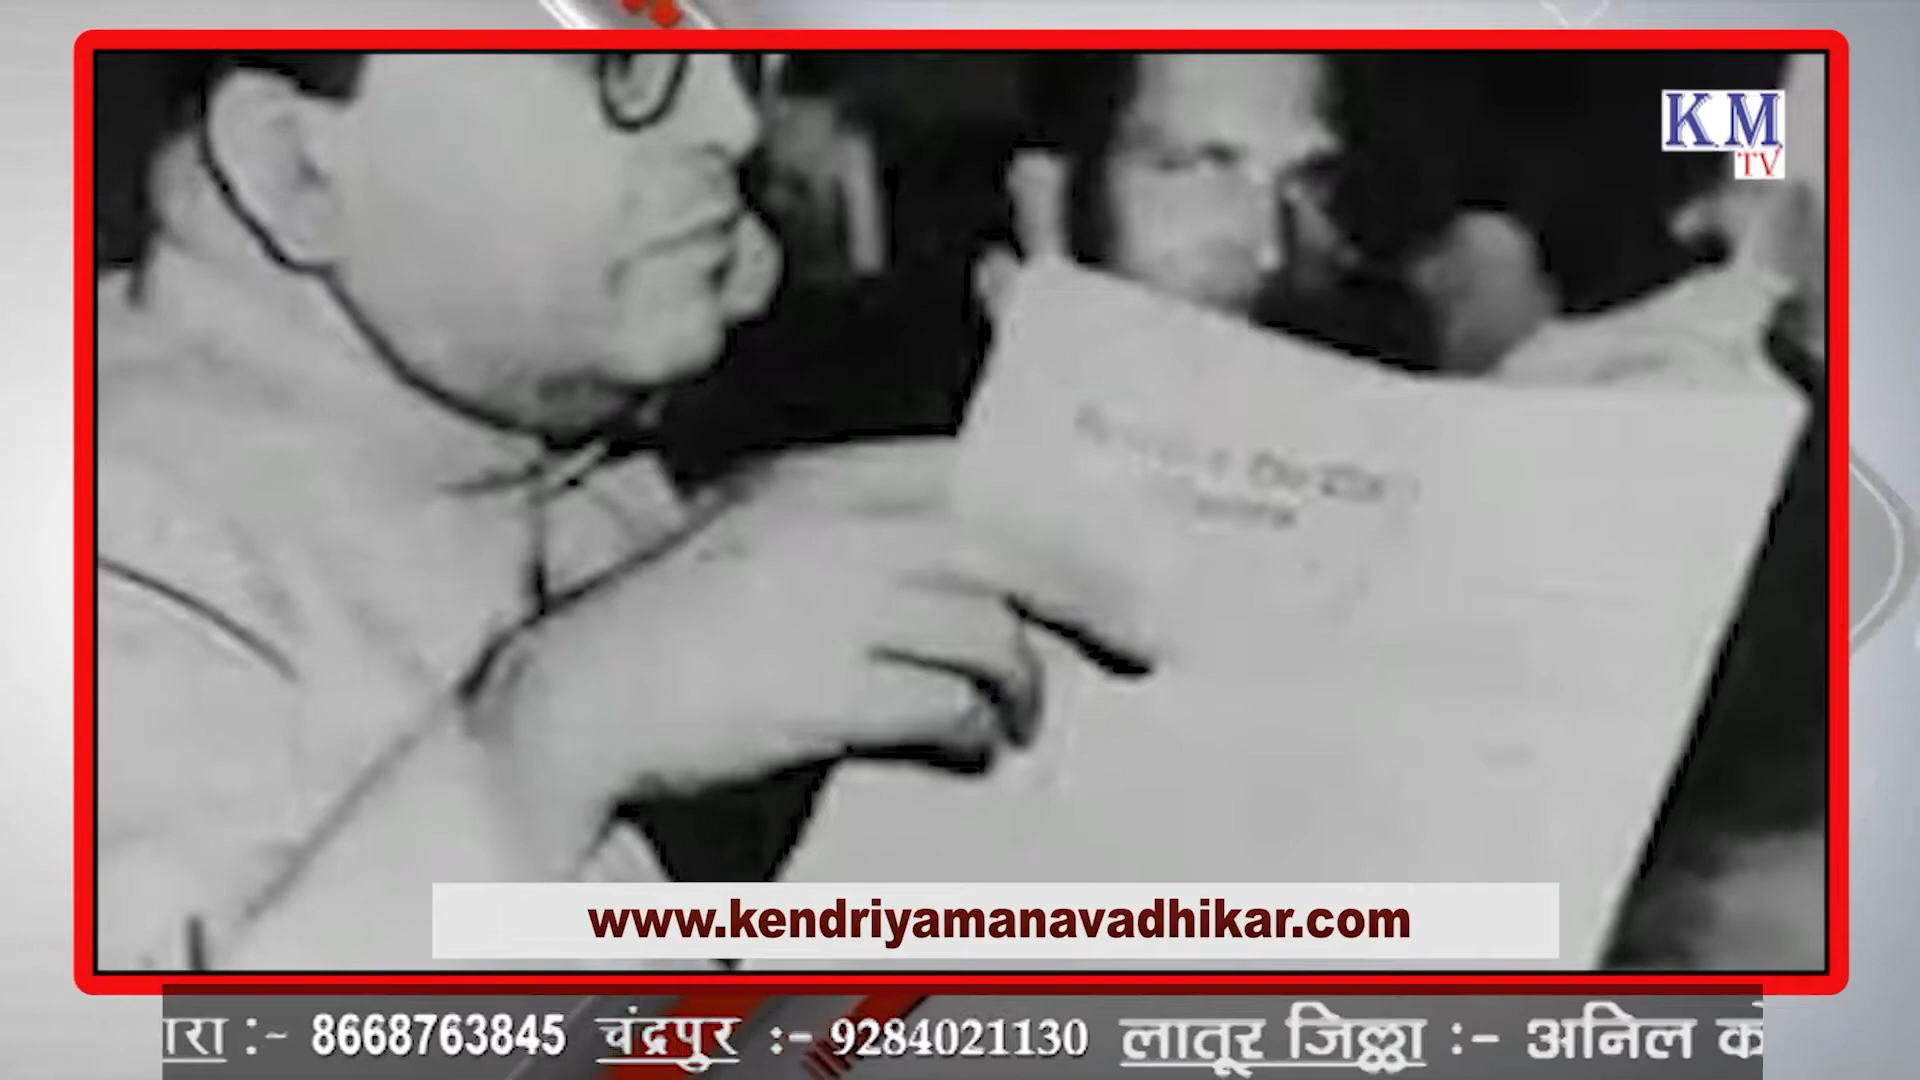 KM
TV
www.kendriyamanavadhikar.com
ारा :- 8668763845 चंद्रपुर :- 9284021130 लातूर जिल्हा :- अनिल क